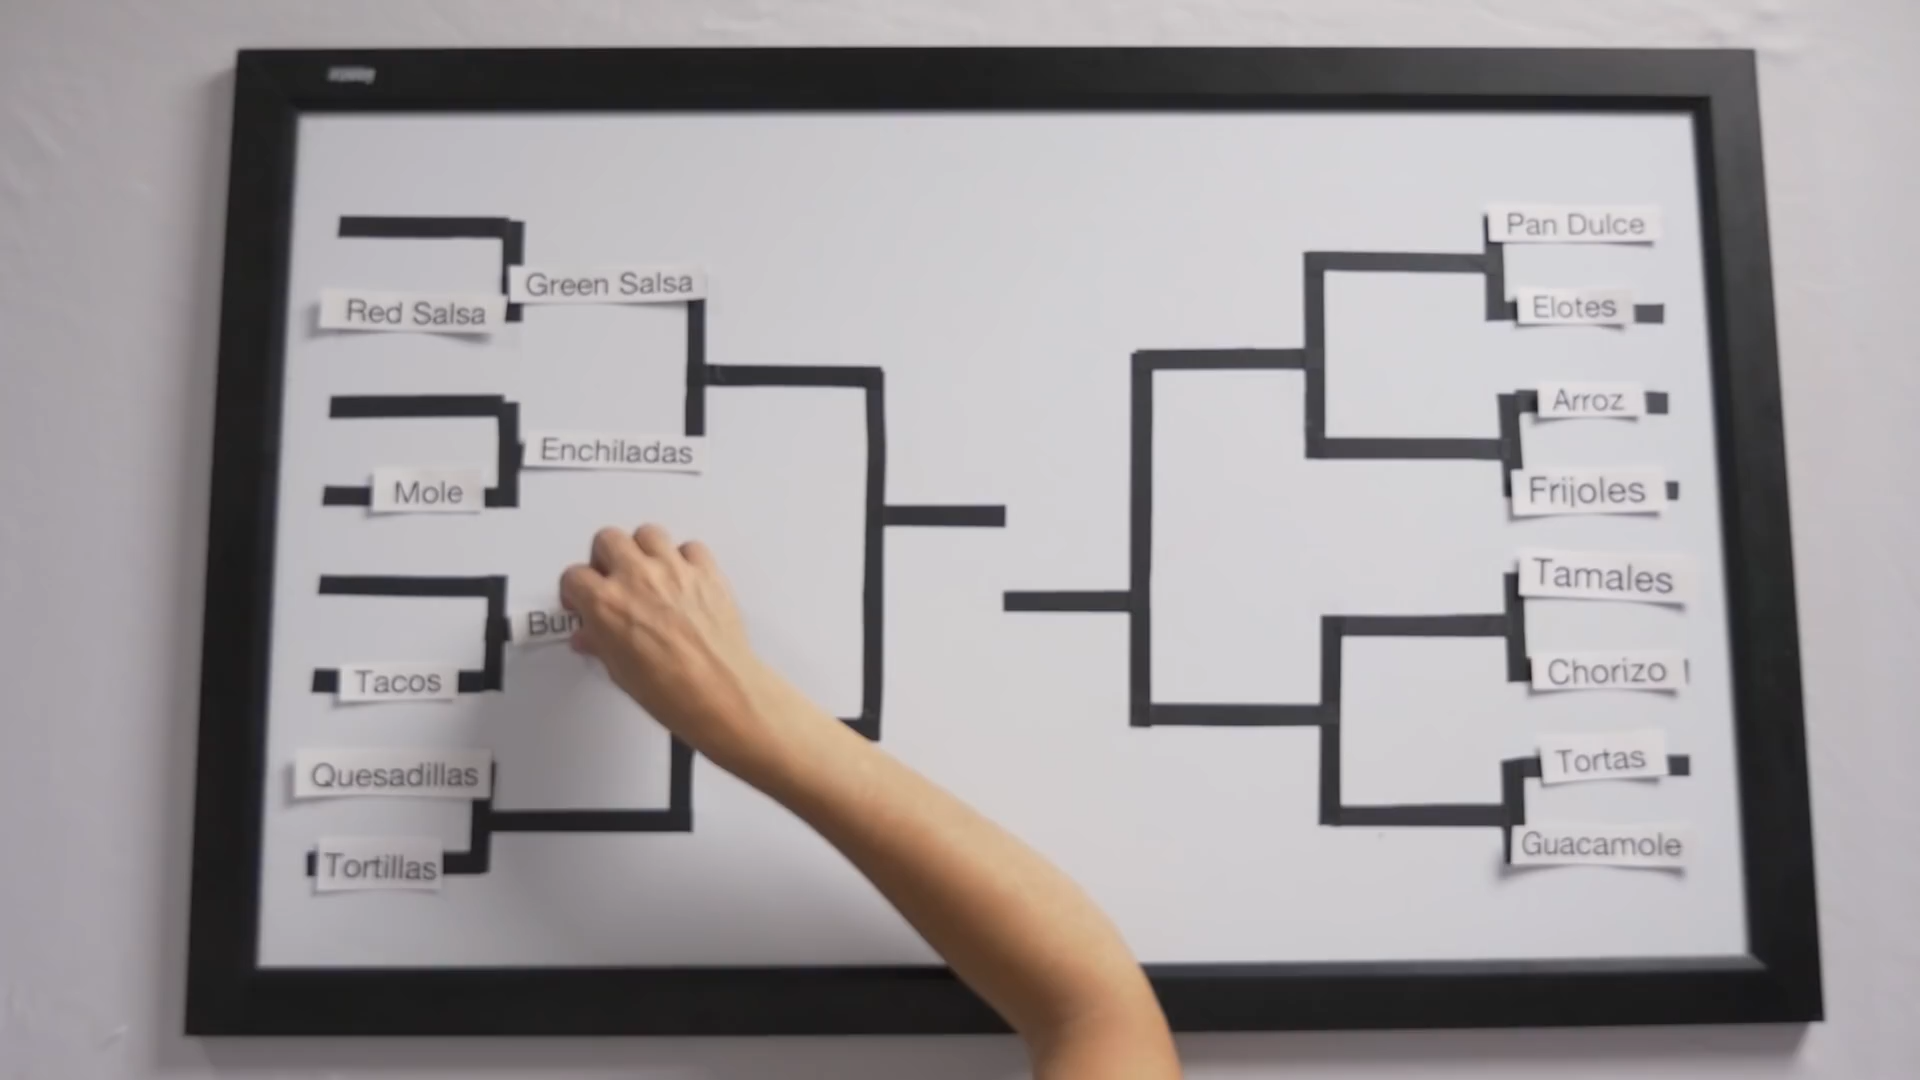 Green Salsa
Red Salsa
Enchiladas
Mole
Tacos
Quesadillas
Tortillas
Pan Dulce
Elotes
Arroz
Frijoles
Tamales
Chorizo
Tortas
Guacamole